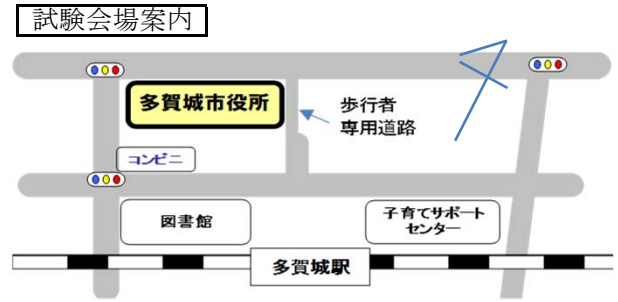 試験会場案内
多賀城市役所
歩行者
専用道路
コンビニ
図書館
子育てサポート
センター
多賀城駅